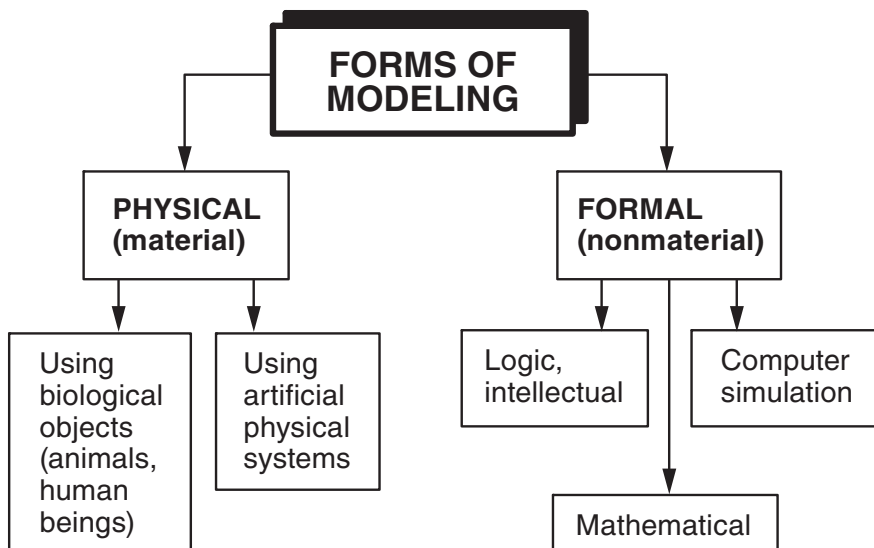 FORMS OF
MODELING
PHYSICAL
(material)
FORMAL
(nonmaterial)
Using
biological
objects
(animals,
human
beings)
Using
artificial
physical
systems
Logic,
intellectual
Computer
simulation
Mathematical